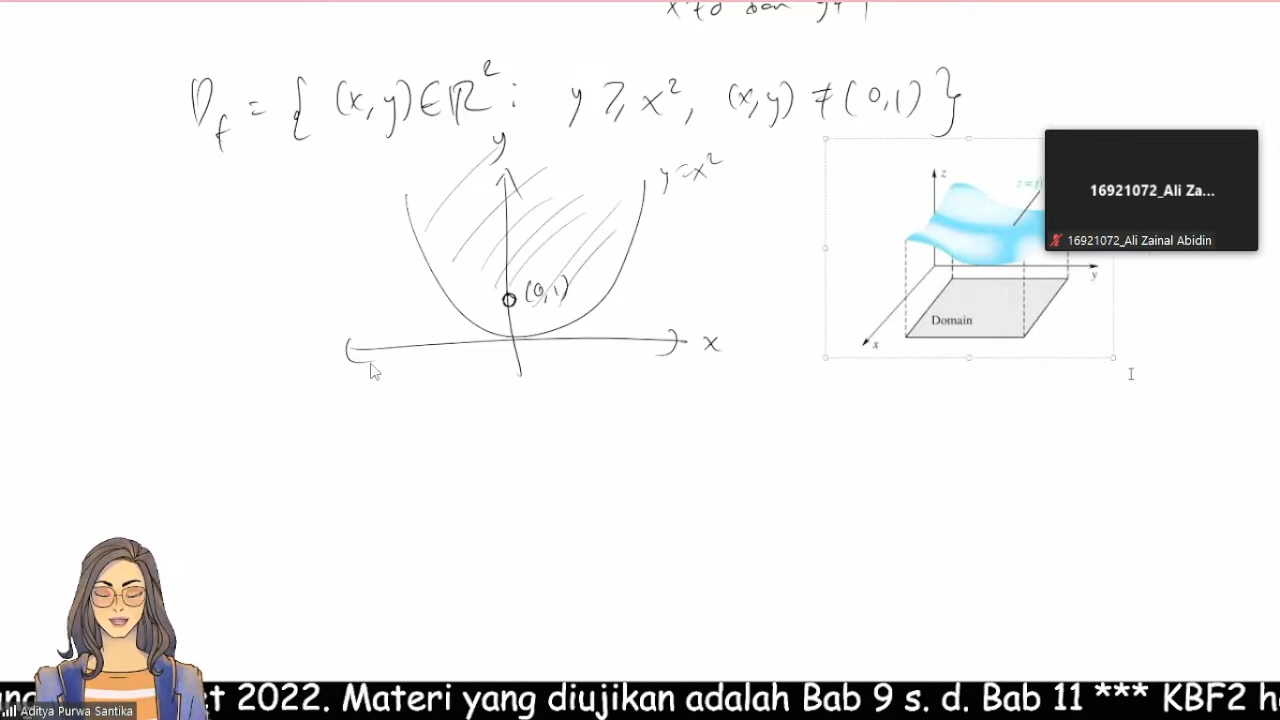 D_f = { (x,y) ∈ ℝ² : y ⩾ x², (x,y) ≠ (0,1) }
y
y = x²
(0,1)
x
z
z = f(
y
Domain
x
16921072_Ali Za...
16921072_Ali Zainal Abidin
t 2022. Materi yang diujikan adalah Bab 9 s. d. Bab 11 *** KBF2 h
Aditya Purwa Santika